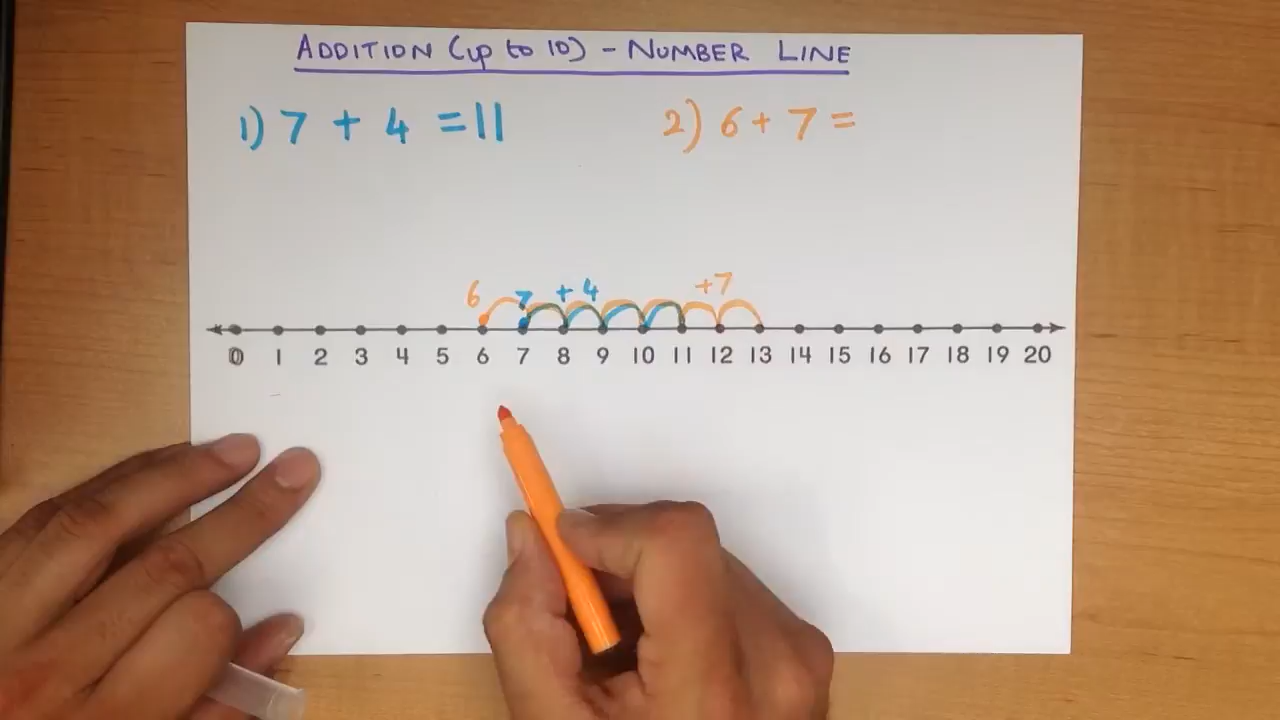 ADDITION (up to 10) - NUMBER LINE
1) 7 + 4 = 11
2) 6 + 7 =
6 7 + 4 +7
0 1 2 3 4 5 6 7 8 9 10 11 12 13 14 15 16 17 18 19 20